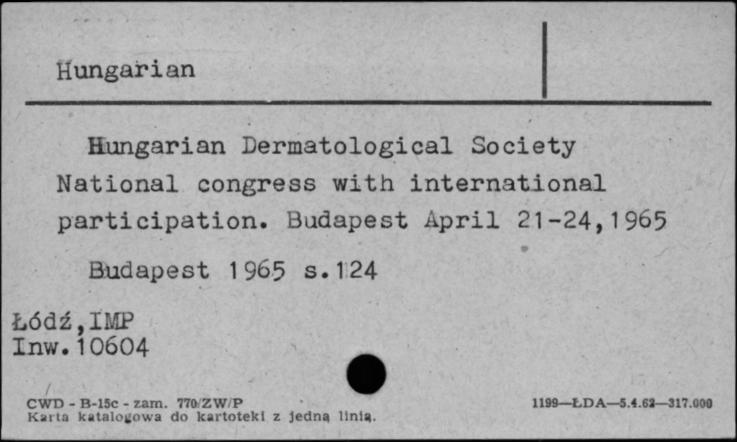 Hungarian
Hungarian Dermatological Society
National congress with international
participation. Budapest April 21-24,1965
Budapest 1965 s.124
Łódź,IMP
Inw.10604
CWD - B-15c - zam. 770/ZW/P
1199—ŁDA—5.4.62—317.000
Karta katalogowa do kartoteki z jedną linią.